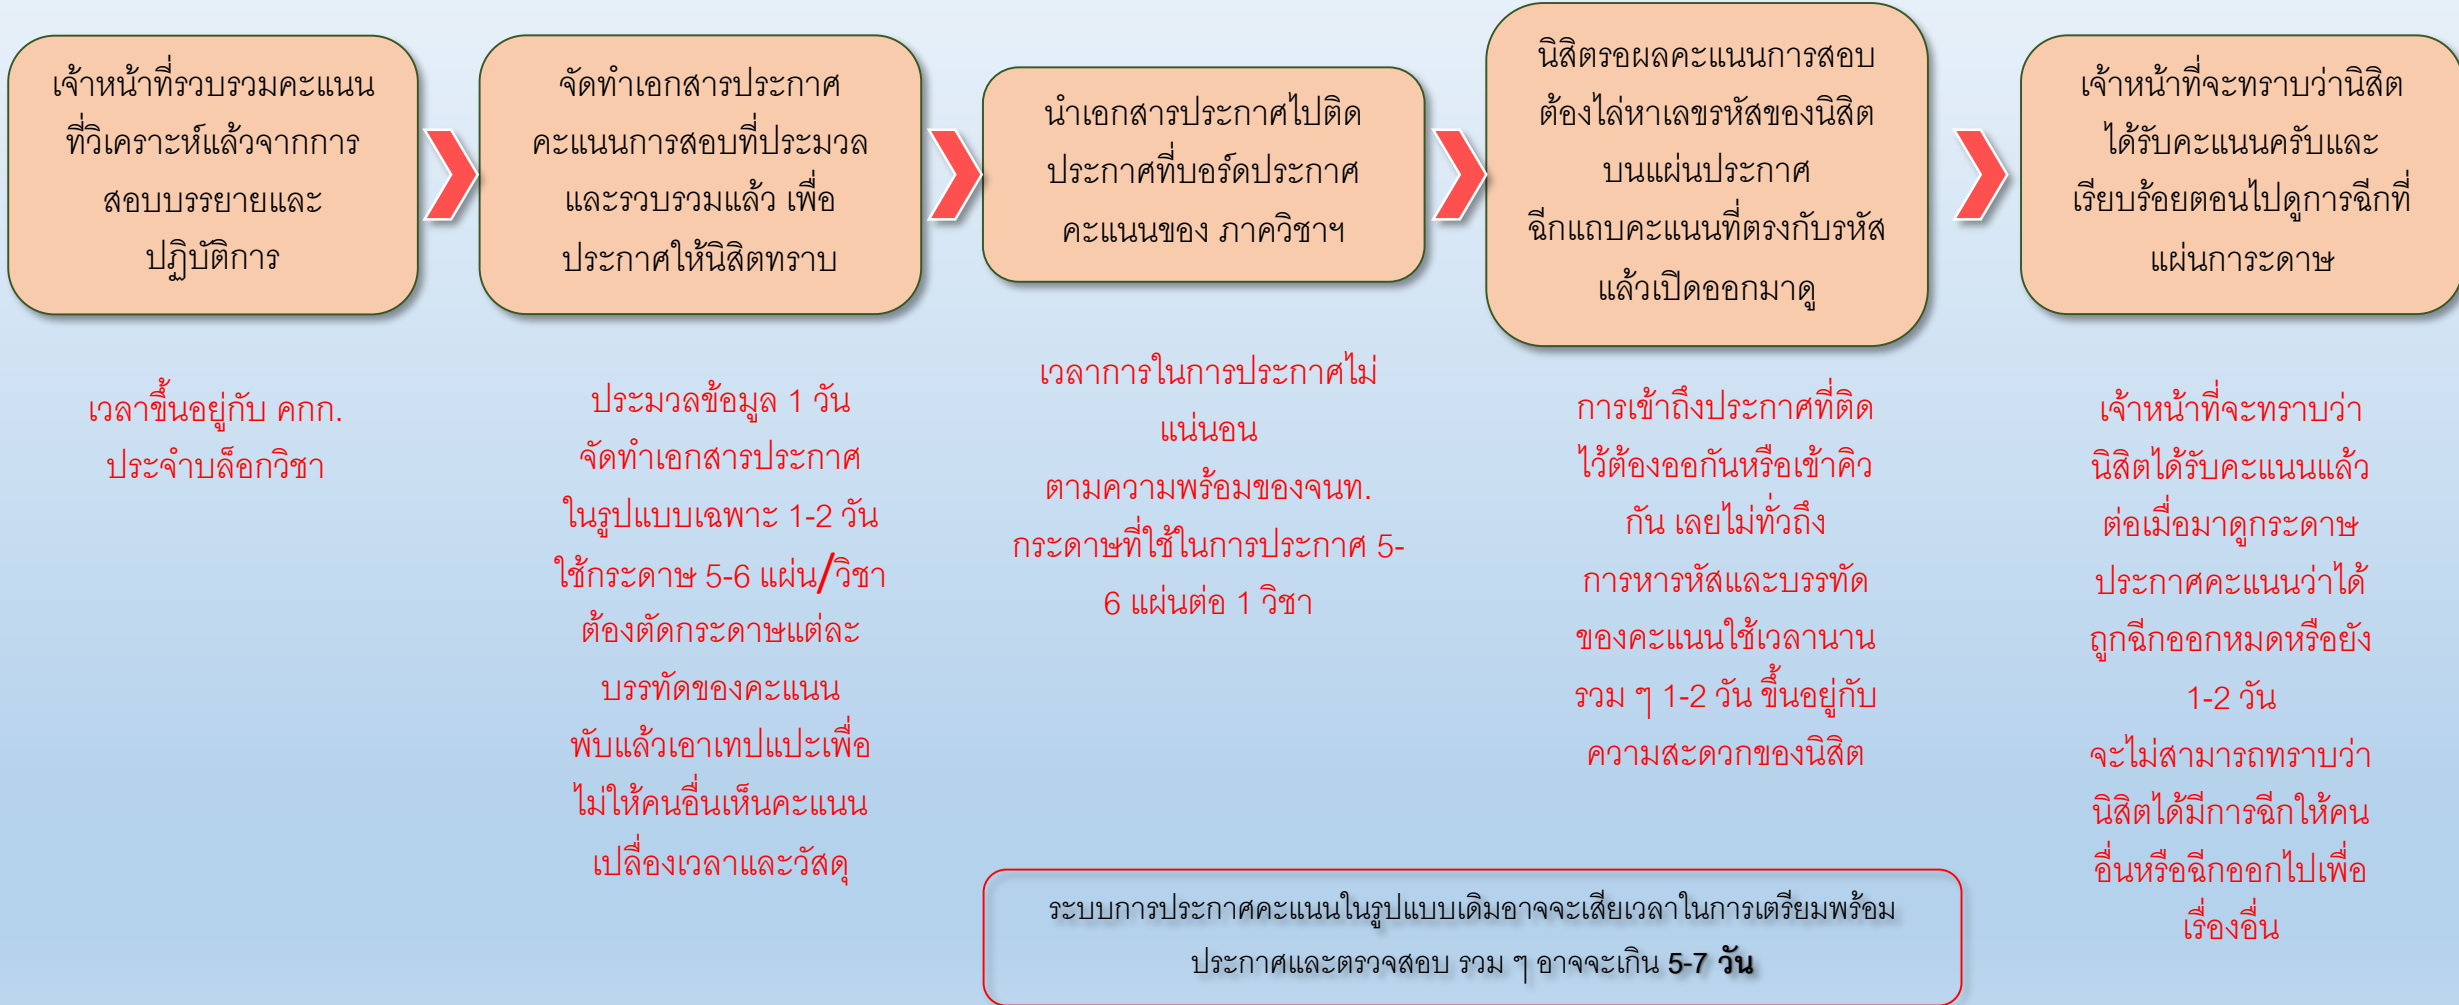 เจ้าหน้าที่รวบรวมคะแนน
ที่วิเคราะห์แล้วจากการ
สอบบรรยายและ
ปฏิบัติการ
จัดทำเอกสารประกาศ
คะแนนการสอบที่ประมวล
และรวบรวมแล้ว เพื่อ
ประกาศให้นิสิตทราบ
นำเอกสารประกาศไปติด
ประกาศที่บอร์ดประกาศ
คะแนนของ ภาควิชาฯ
นิสิตรอผลคะแนนการสอบ
ต้องไล่หาเลขรหัสของนิสิต
บนแผ่นประกาศ
ฉีกแถบคะแนนที่ตรงกับรหัส
แล้วเปิดออกมาดู
เจ้าหน้าที่จะทราบว่านิสิต
ได้รับคะแนนครับและ
เรียบร้อยตอนไปดูการฉีกที่
แผ่นการะดาษ
เวลาขึ้นอยู่กับ คกก.
ประจำบล็อกวิชา
ประมวลข้อมูล 1 วัน
จัดทำเอกสารประกาศ
ในรูปแบบเฉพาะ 1-2 วัน
ใช้กระดาษ 5-6 แผ่น/วิชา
ต้องตัดกระดาษแต่ละ
บรรทัดของคะแนน
พับแล้วเอาเทปแปะเพื่อ
ไม่ให้คนอื่นเห็นคะแนน
เปลื่องเวลาและวัสดุ
เวลาการในการประกาศไม่
แน่นอน
ตามความพร้อมของจนท.
กระดาษที่ใช้ในการประกาศ 5-
6 แผ่นต่อ 1 วิชา
การเข้าถึงประกาศที่ติด
ไว้ต้องออกันหรือเข้าคิว
กัน เลยไม่ทั่วถึง
การหารหัสและบรรทัด
ของคะแนนใช้เวลานาน
รวม ๆ 1-2 วัน ขึ้นอยู่กับ
ความสะดวกของนิสิต
เจ้าหน้าที่จะทราบว่า
นิสิตได้รับคะแนนแล้ว
ต่อเมื่อมาดูกระดาษ
ประกาศคะแนนว่าได้
ถูกฉีกออกหมดหรือยัง
1-2 วัน
จะไม่สามารถทราบว่า
นิสิตได้มีการฉีกให้คน
อื่นหรือฉีกออกไปเพื่อ
เรื่องอื่น
ระบบการประกาศคะแนนในรูปแบบเดิมอาจจะเสียเวลาในการเตรียมพร้อม
ประกาศและตรวจสอบ รวม ๆ อาจจะเกิน 5-7 วัน